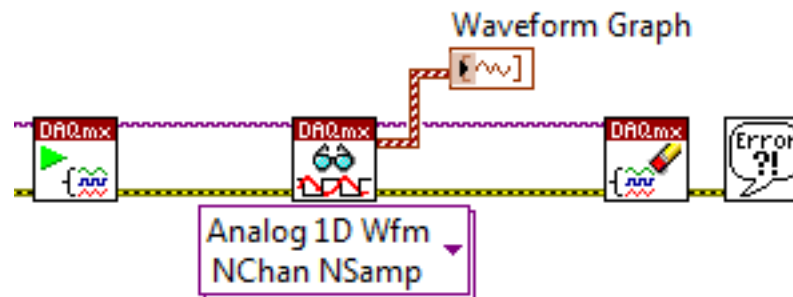 Waveform Graph
DAQmx
DAQmx
DAQmx
Error
?!
Analog 1D Wfm
NChan NSamp